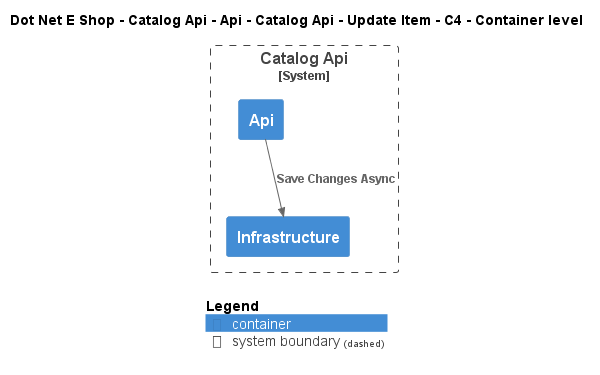 Dot Net E Shop - Catalog Api - Api - Catalog Api - Update Item - C4 - Container level
Catalog Api
[System]
Api
Save Changes Async
Infrastructure
Legend
container
system boundary (dashed)